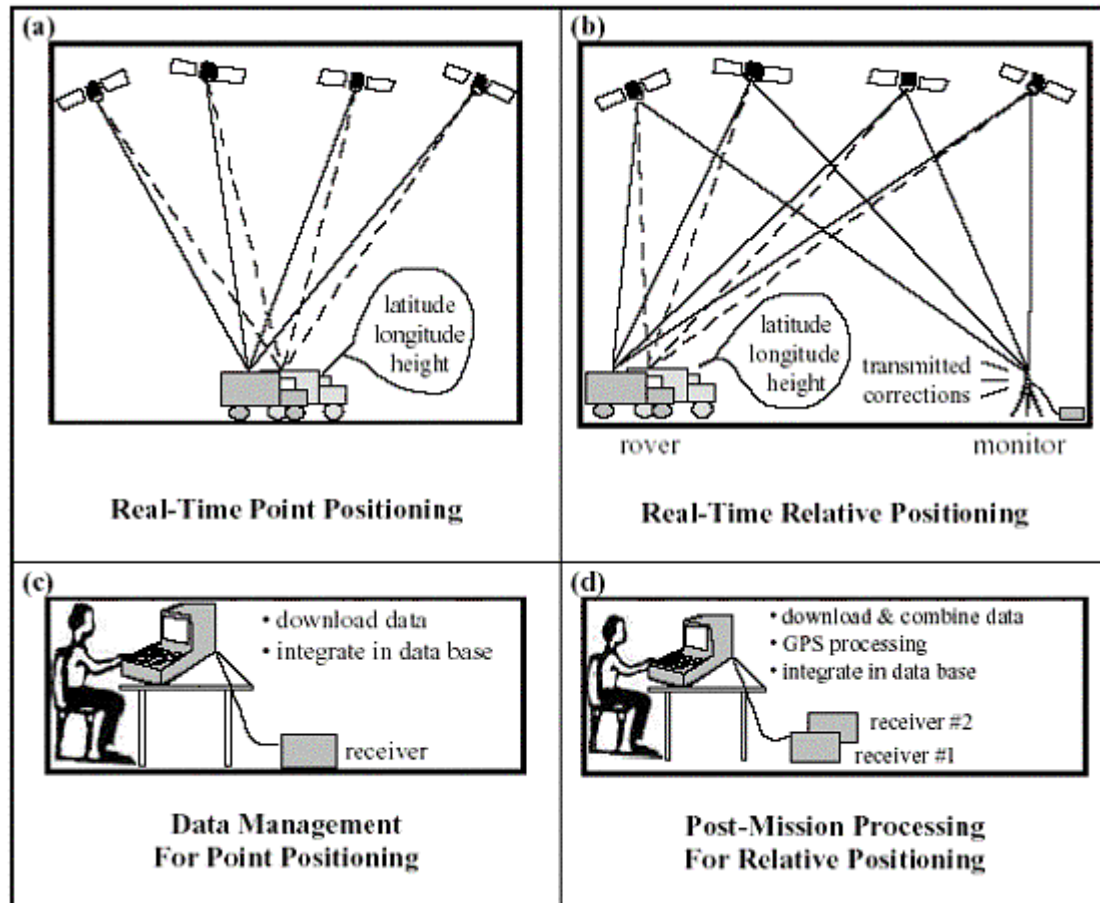 (a)
latitude
longitude
height
Real-Time Point Positioning
(b)
latitude
longitude
height
transmitted
corrections
rover
monitor
Real-Time Relative Positioning
(c)
• download data
• integrate in data base
receiver
Data Management
For Point Positioning
(d)
• download & combine data
• GPS processing
• integrate in data base
receiver #2
receiver #1
Post-Mission Processing
For Relative Positioning